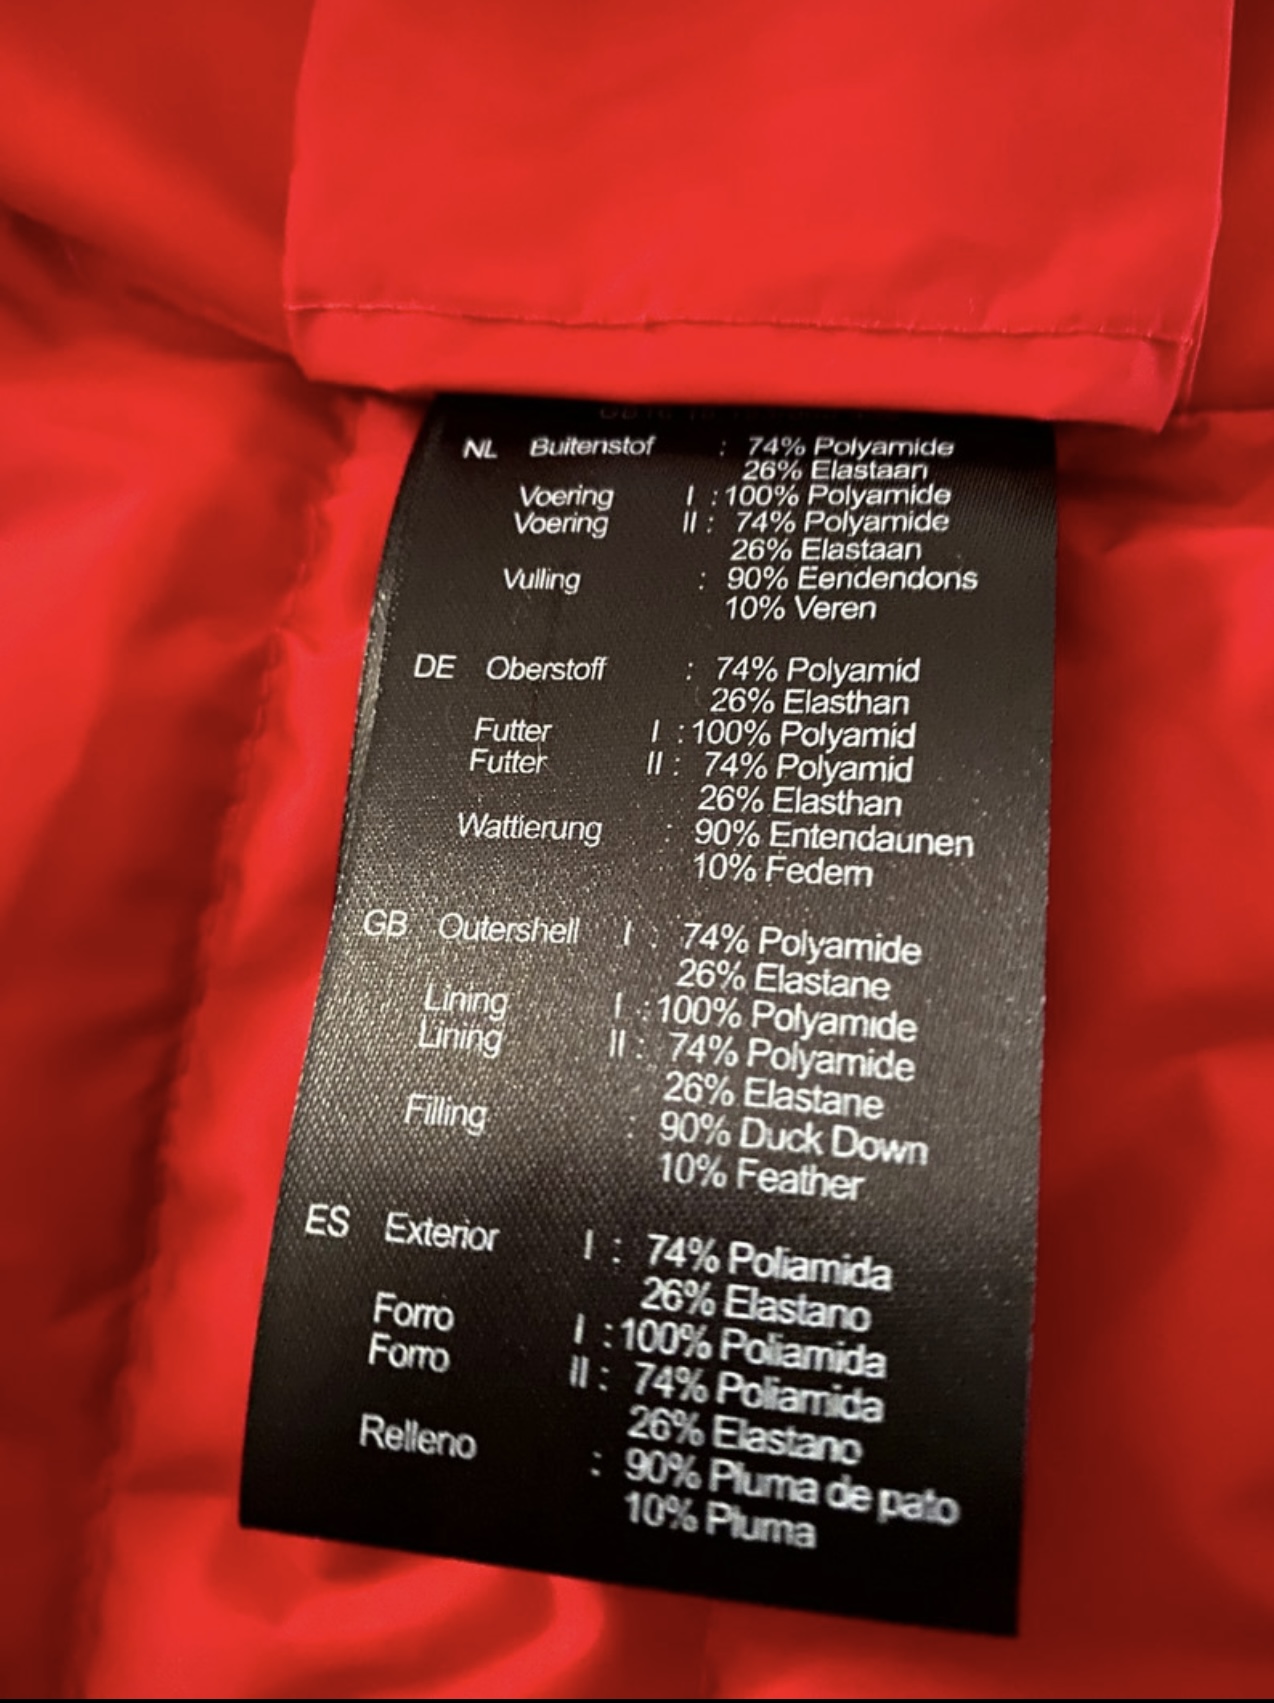 NL Buitenstof : 74% Polyamide
26% Elastaan
Voering I : 100% Polyamide
Voering II : 74% Polyamide
26% Elastaan
Vulling : 90% Eendendons
10% Veren
DE Oberstoff : 74% Polyamid
26% Elasthan
Futter I : 100% Polyamid
Futter II : 74% Polyamid
26% Elasthan
Wattierung : 90% Entendaunen
10% Federn
GB Outershell I : 74% Polyamide
26% Elastane
Lining I : 100% Polyamide
Lining II : 74% Polyamide
26% Elastane
Filling : 90% Duck Down
10% Feather
ES Exterior I : 74% Poliamida
26% Elastano
Forro I : 100% Poliamida
Forro II : 74% Poliamida
26% Elastano
Relleno : 90% Pluma de pato
10% Pluma